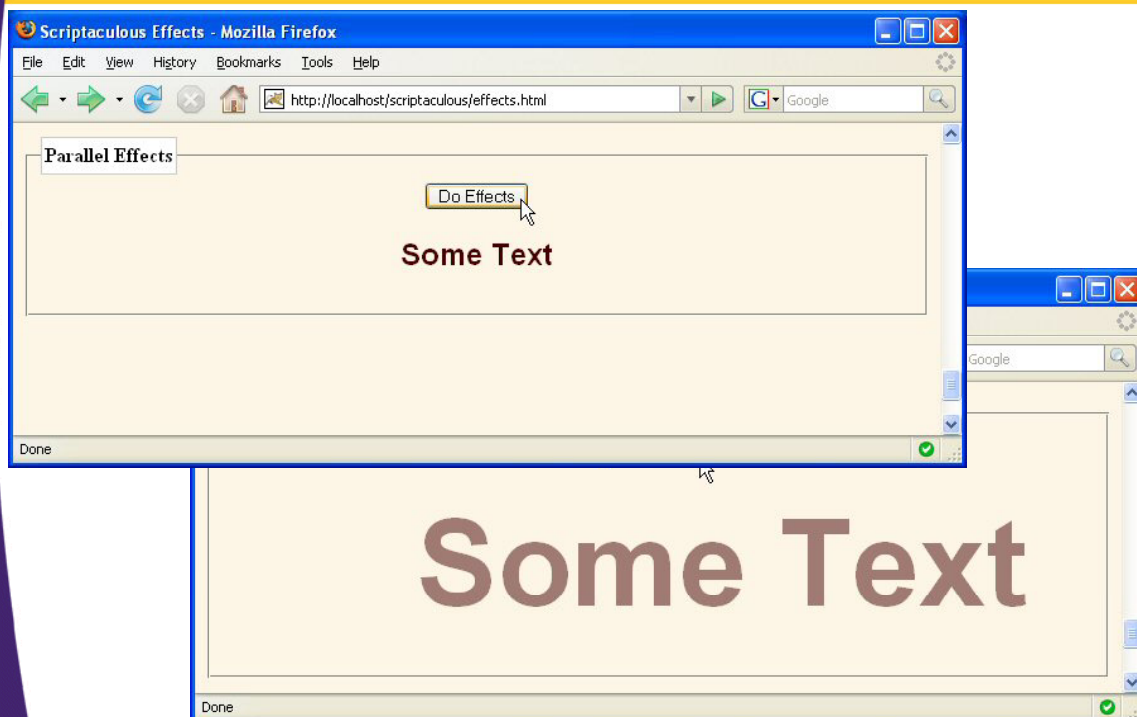 Scriptaculous Effects - Mozilla Firefox
File Edit View History Bookmarks Tools Help
http://localhost/scriptaculous/effects.html G Google
Parallel Effects
Do Effects
Some Text
Done
Google
Some Text
Done